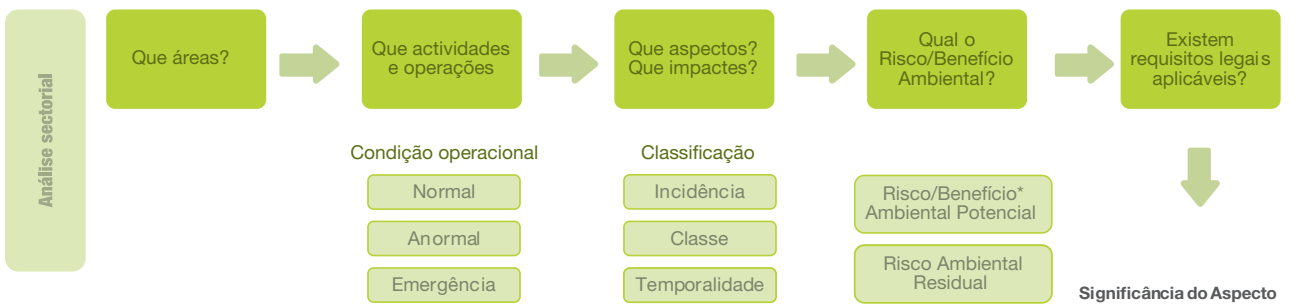 Análise sectorial
Que áreas?
Que actividades
e operações
Que aspectos?
Que impactes?
Qual o
Risco/Benefício
Ambiental?
Existem
requisitos legais
aplicáveis?
Condição operacional
Normal
Anormal
Emergência
Classificação
Incidência
Classe
Temporalidade
Risco/Benefício*
Ambiental Potencial
Risco Ambiental
Residual
Significância do Aspecto